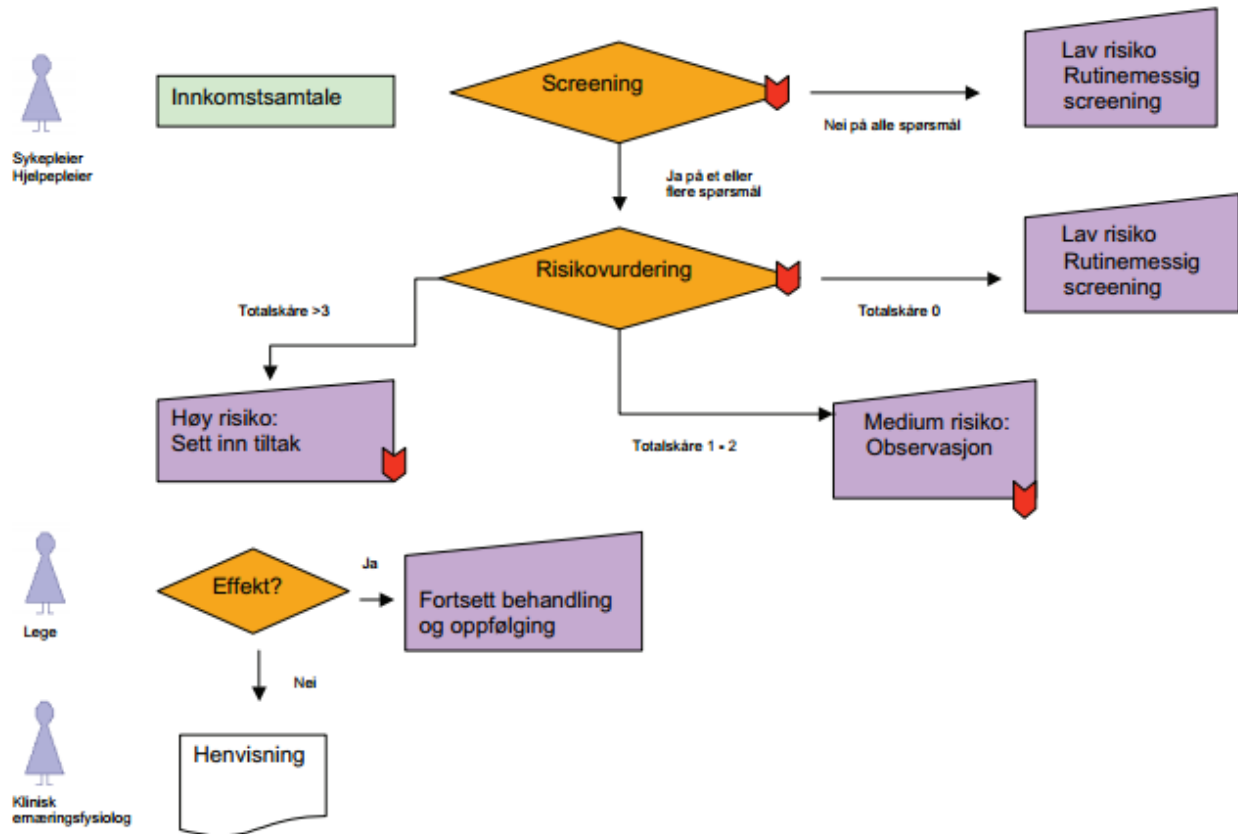 Sykepleier
Hjelpepleier
Innkomstsamtale
Screening
Nei på alle spørsmål
Lav risiko
Rutinemessig
screening
Ja på et eller
flere spørsmål
Risikovurdering
Totalskåre 0
Lav risiko
Rutinemessig
screening
Totalskåre >3
Høy risiko:
Sett inn tiltak
Totalskåre 1 - 2
Medium risiko:
Observasjon
Lege
Effekt?
Ja
Fortsett behandling
og oppfølging
Nei
Klinisk
ernæringsfysiolog
Henvisning